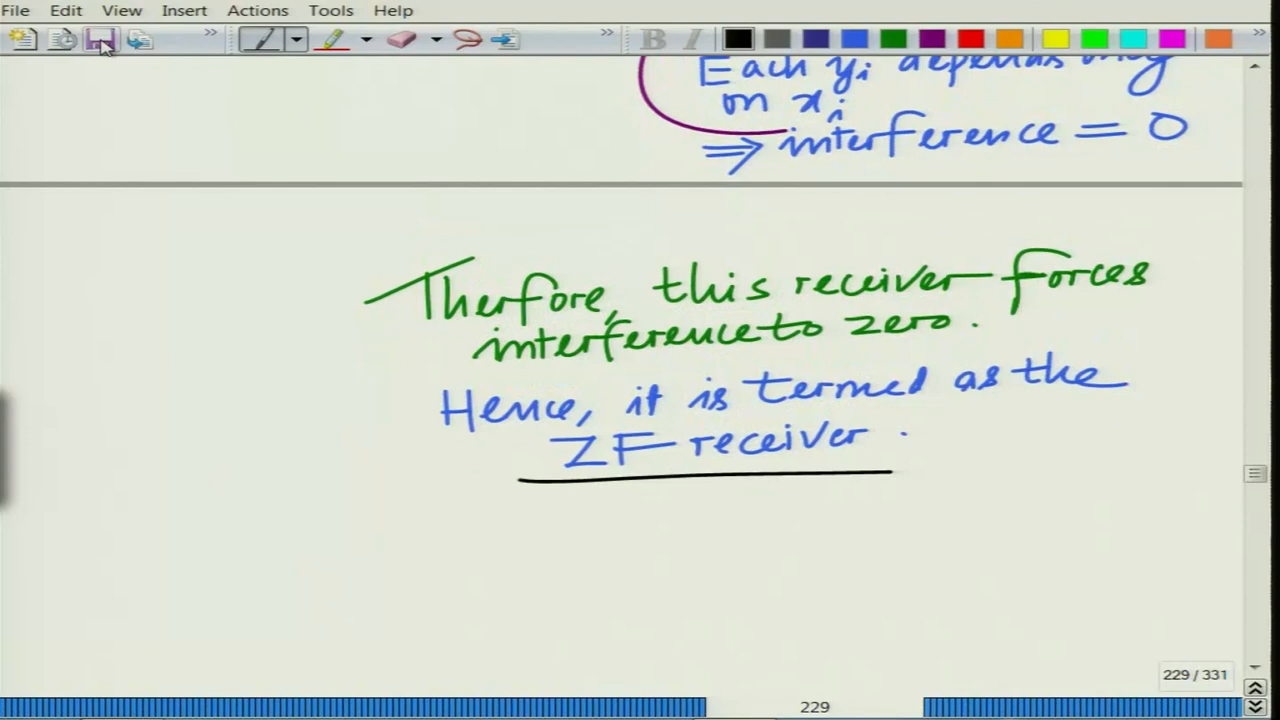 File Edit View Insert Actions Tools Help
B I
Each yi depends only
on xi
⇒ interference = 0
Therfore, this receiver forces
interference to zero.
Hence, it is termed as the
ZF receiver.
229 / 331
229